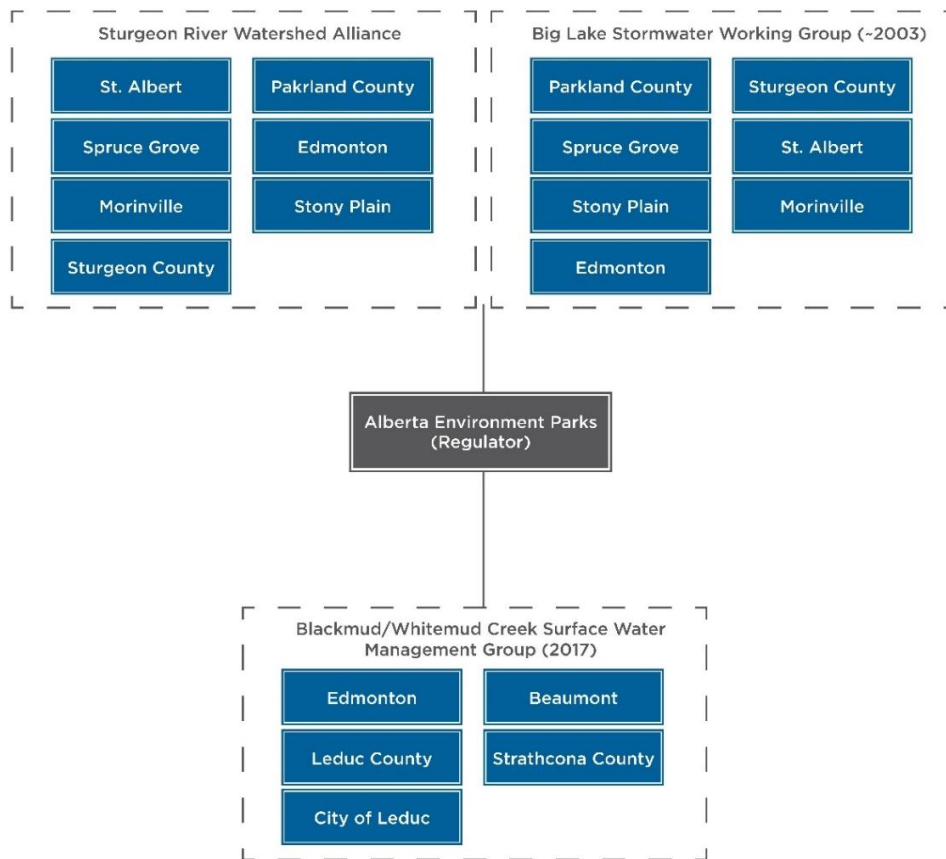 Sturgeon River Watershed Alliance
St. Albert
Pakrland County
Spruce Grove
Edmonton
Morinville
Stony Plain
Sturgeon County
Big Lake Stormwater Working Group (~2003)
Parkland County
Sturgeon County
Spruce Grove
St. Albert
Stony Plain
Morinville
Edmonton
Alberta Environment Parks
(Regulator)
Blackmud/Whitemud Creek Surface Water
Management Group (2017)
Edmonton
Beaumont
Leduc County
Strathcona County
City of Leduc